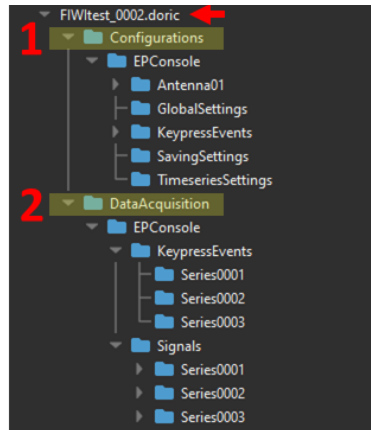 FIWItest_0002.doric
1
Configurations
EPConsole
Antenna01
GlobalSettings
KeypressEvents
SavingSettings
TimeseriesSettings
2
DataAcquisition
EPConsole
KeypressEvents
Series0001
Series0002
Series0003
Signals
Series0001
Series0002
Series0003